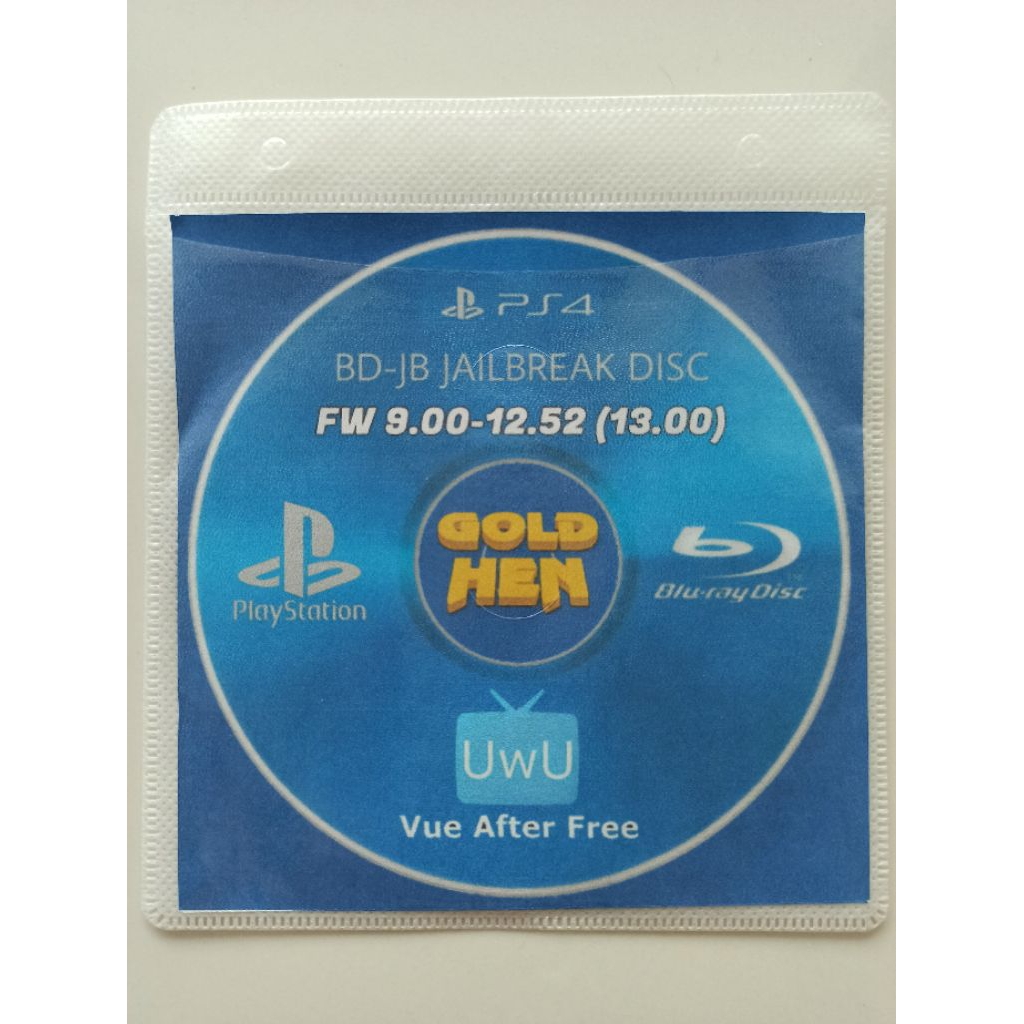 PS4
BD-JB JAILBREAK DISC
FW 9.00-12.52 (13.00)
GOLD
HEN
PlayStation
Blu-ray Disc
TM
UwU
Vue After Free